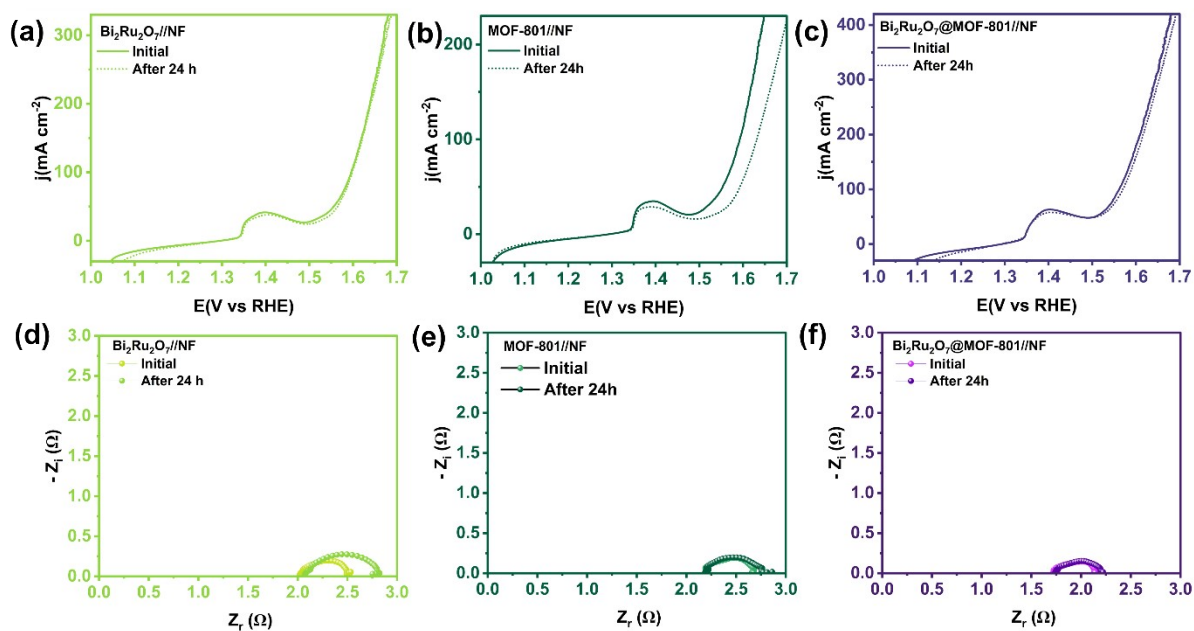 (a)
Bi₂Ru₂O₇//NF
Initial
After 24 h
300
200
100
0
j(mA cm⁻²)
1.0 1.1 1.2 1.3 1.4 1.5 1.6 1.7
E(V vs RHE)
(b)
MOF-801//NF
Initial
After 24h
200
100
0
j(mA cm⁻²)
1.0 1.1 1.2 1.3 1.4 1.5 1.6 1.7
E(V vs RHE)
(c)
Bi₂Ru₂O₇@MOF-801//NF
Initial
After 24h
400
350
300
250
200
150
100
50
0
j(mA cm⁻²)
1.0 1.1 1.2 1.3 1.4 1.5 1.6 1.7
E(V vs RHE)
(d)
Bi₂Ru₂O₇//NF
Initial
After 24 h
3.0
2.5
2.0
1.5
1.0
0.5
0.0
- Zᵢ (Ω)
0.0 0.5 1.0 1.5 2.0 2.5 3.0
Zᵣ (Ω)
(e)
MOF-801//NF
Initial
After 24h
3.0
2.5
2.0
1.5
1.0
0.5
0.0
- Zᵢ (Ω)
0.0 0.5 1.0 1.5 2.0 2.5 3.0
Zᵣ (Ω)
(f)
Bi₂Ru₂O₇@MOF-801//NF
Initial
After 24h
3.0
2.5
2.0
1.5
1.0
0.5
0.0
- Zᵢ (Ω)
0.0 0.5 1.0 1.5 2.0 2.5 3.0
Zᵣ (Ω)